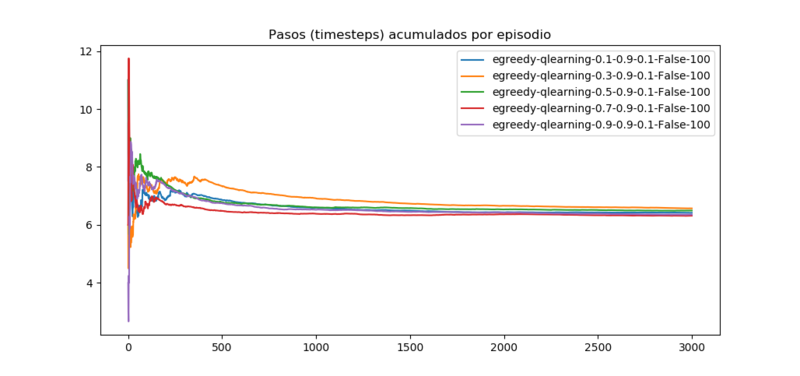 Pasos (timesteps) acumulados por episodio
12
10
8
6
4
egreedy-qlearning-0.1-0.9-0.1-False-100
egreedy-qlearning-0.3-0.9-0.1-False-100
egreedy-qlearning-0.5-0.9-0.1-False-100
egreedy-qlearning-0.7-0.9-0.1-False-100
egreedy-qlearning-0.9-0.9-0.1-False-100
0 500 1000 1500 2000 2500 3000